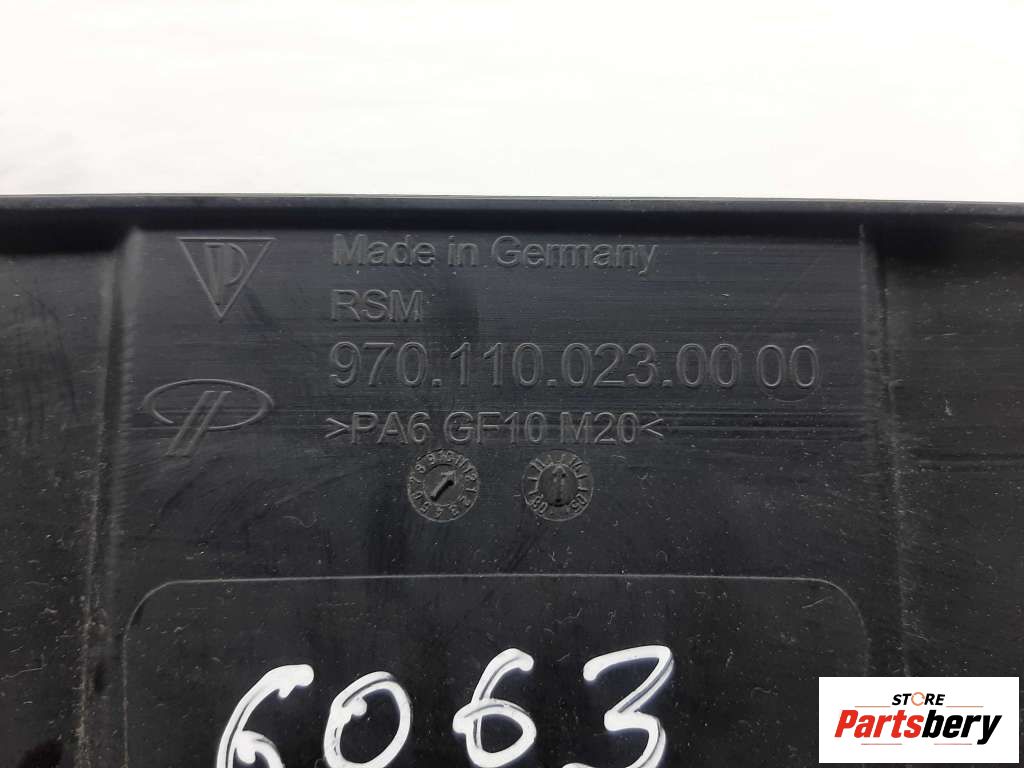 Made in Germany
RSM
970.110.023.00 00
>PA6 GF10 M20<
6063
STORE
Partsbery